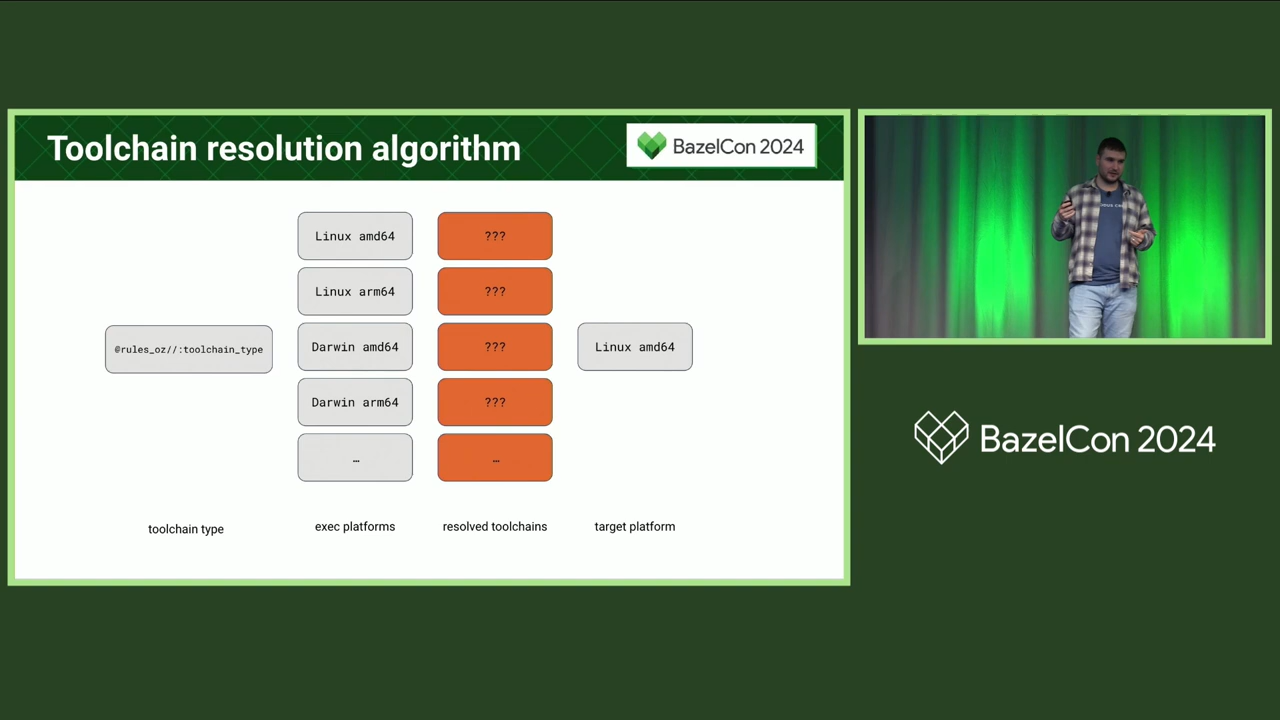 Toolchain resolution algorithm
BazelCon 2024
Linux amd64
???
Linux arm64
???
@rules_oz//:toolchain_type
Darwin amd64
???
Linux amd64
Darwin arm64
???
…
…
toolchain type
exec platforms
resolved toolchains
target platform
BazelCon 2024